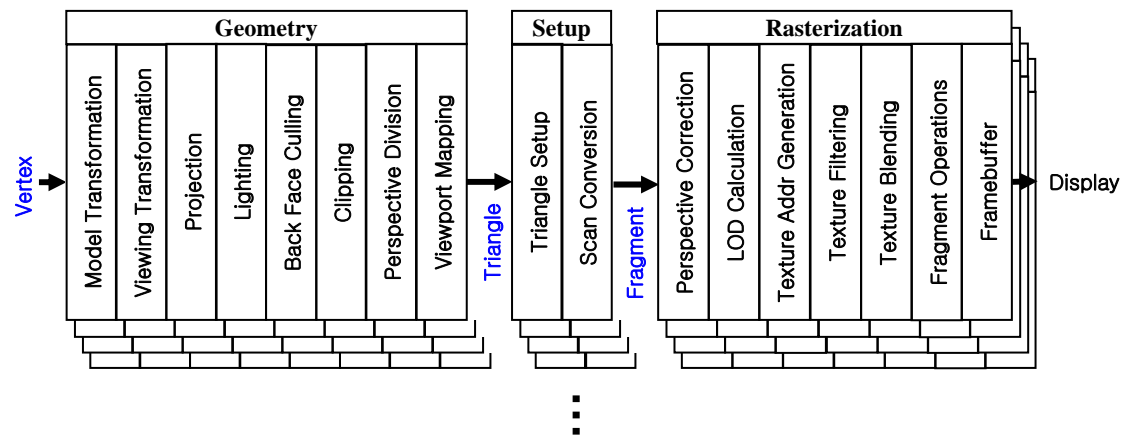 Geometry
Setup
Rasterization
Vertex
Model Transformation
Viewing Transformation
Projection
Lighting
Back Face Culling
Clipping
Perspective Division
Viewport Mapping
Triangle
Triangle Setup
Scan Conversion
Fragment
Perspective Correction
LOD Calculation
Texture Addr Generation
Texture Filtering
Texture Blending
Fragment Operations
Framebuffer
Display